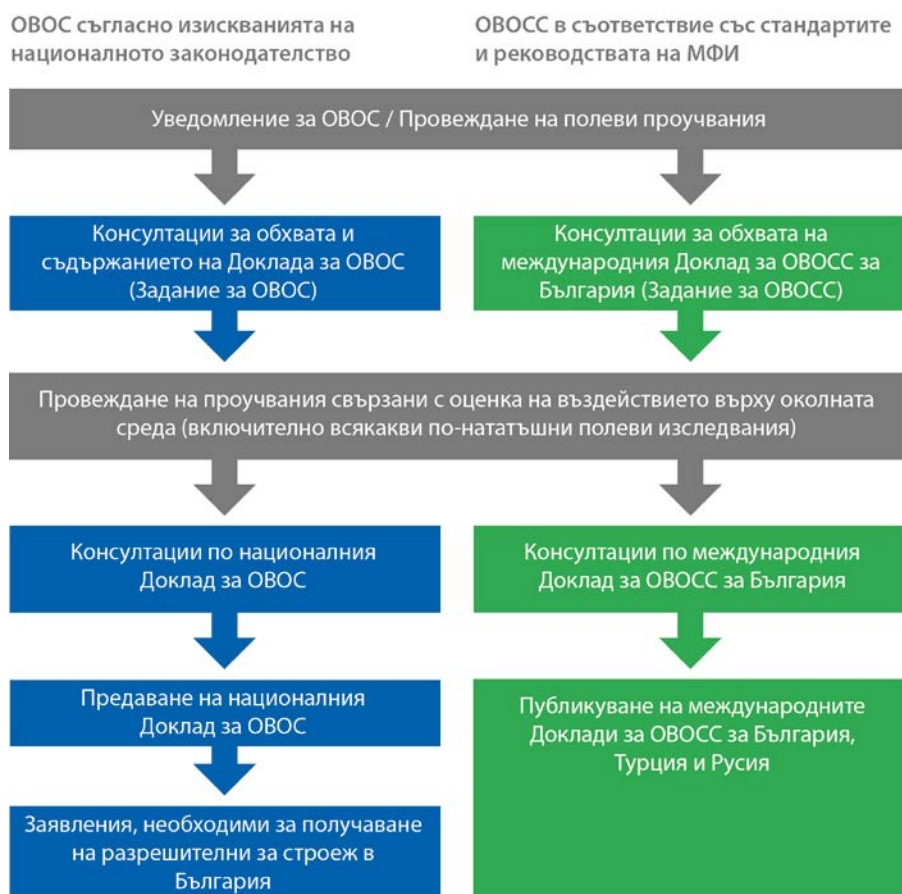 ОВОС съгласно изискванията на
националното законодателство
ОВОСС в съответствие със стандартите
и реководствата на МФИ
Уведомление за ОВОС / Провеждане на полеви проучвания
Консултации за обхвата и
съдържанието на Доклада за ОВОС
(Задание за ОВОС)
Консултации за обхвата на
международния Доклад за ОВОСС за
България (Задание за ОВОСС)
Провеждане на проучвания свързани с оценка на въздействието върху околната
среда (включително всякакви по-нататъшни полеви изследвания)
Консултации по националния
Доклад за ОВОС
Консултации по международния
Доклад за ОВОСС за България
Предаване на националния
Доклад за ОВОС
Публикуване на международните
Доклади за ОВОСС за България,
Турция и Русия
Заявления, необходими за получаване
на разрешителни за строеж в
България